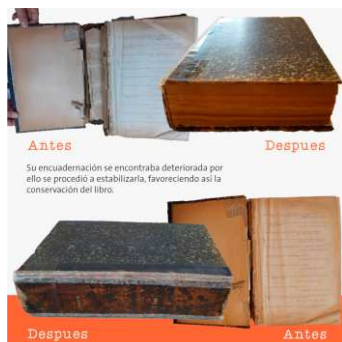 Antes
Despues
Su encuadernación se encontraba deteriorada por
ello se procedió a estabilizarla, favoreciendo así la
conservación del libro.
Despues
Antes